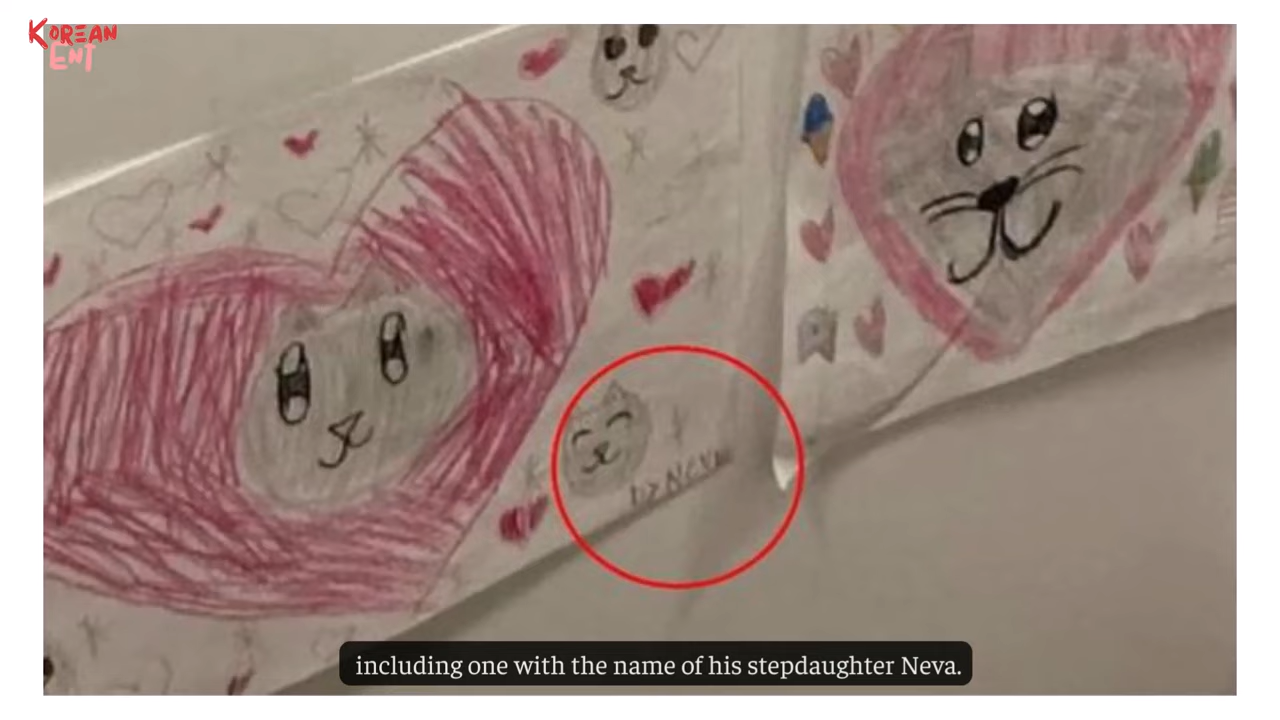 KOREAN
ENT
by Neva
including one with the name of his stepdaughter Neva.